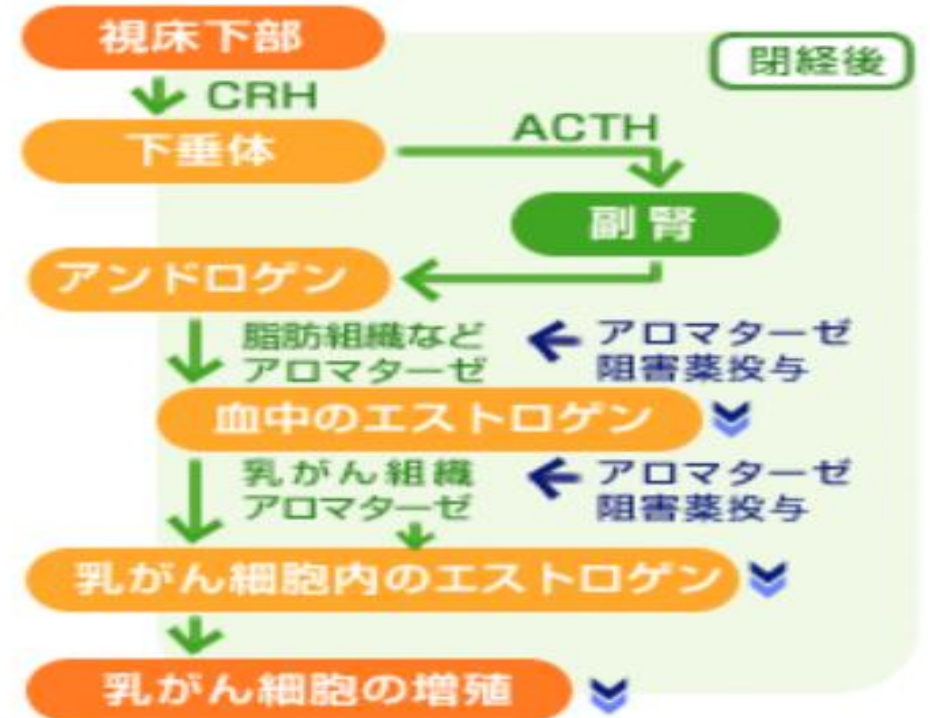 視床下部
閉経後
CRH
下垂体
ACTH
副腎
アンドロゲン
脂肪組織など
アロマターゼ
アロマターゼ
阻害薬投与
血中のエストロゲン
乳がん組織
アロマターゼ
アロマターゼ
阻害薬投与
乳がん細胞内のエストロゲン
乳がん細胞の増殖